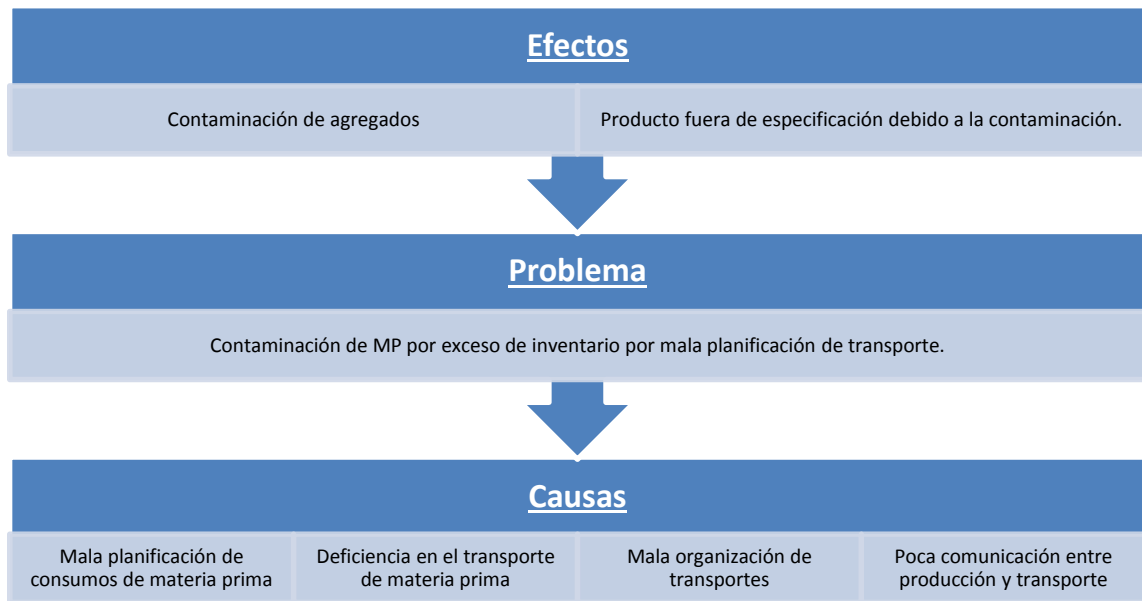 Efectos
Contaminación de agregados
Producto fuera de especificación debido a la contaminación.
Problema
Contaminación de MP por exceso de inventario por mala planificación de transporte.
Causas
Mala planificación de
consumos de materia prima
Deficiencia en el transporte
de materia prima
Mala organización de
transportes
Poca comunicación entre
producción y transporte